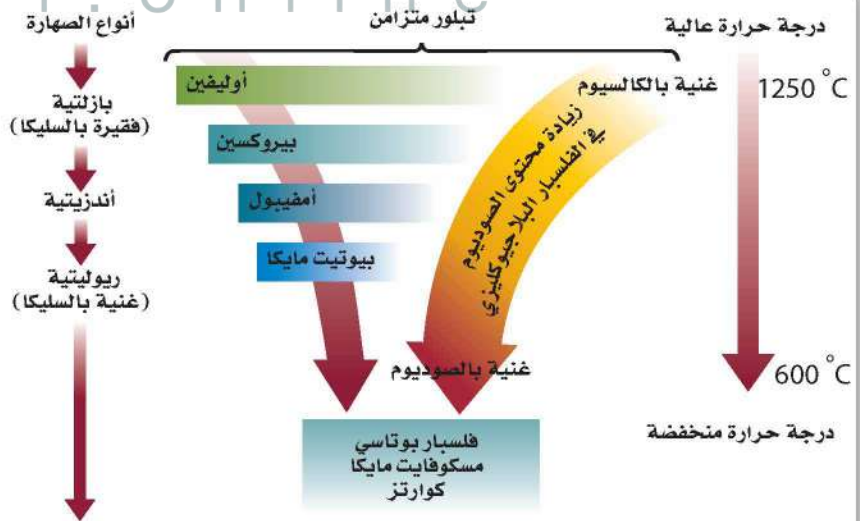 أنواع الصهارة
تبلور متزامن
درجة حرارة عالية
1250 °C
غنية بالكالسيوم
زيادة محتوى الصوديوم
في الفلسبار البلاجيوكليزي
غنية بالصوديوم
أوليفين
بيروكسين
أمفيبول
بيوتيت مايكا
بازلتية
(فقيرة بالسليكا)
أندزيتية
ريوليتية
(غنية بالسليكا)
600 °C
درجة حرارة منخفضة
فلسبار بوتاسي
مسكوفايت مايكا
كوارتز